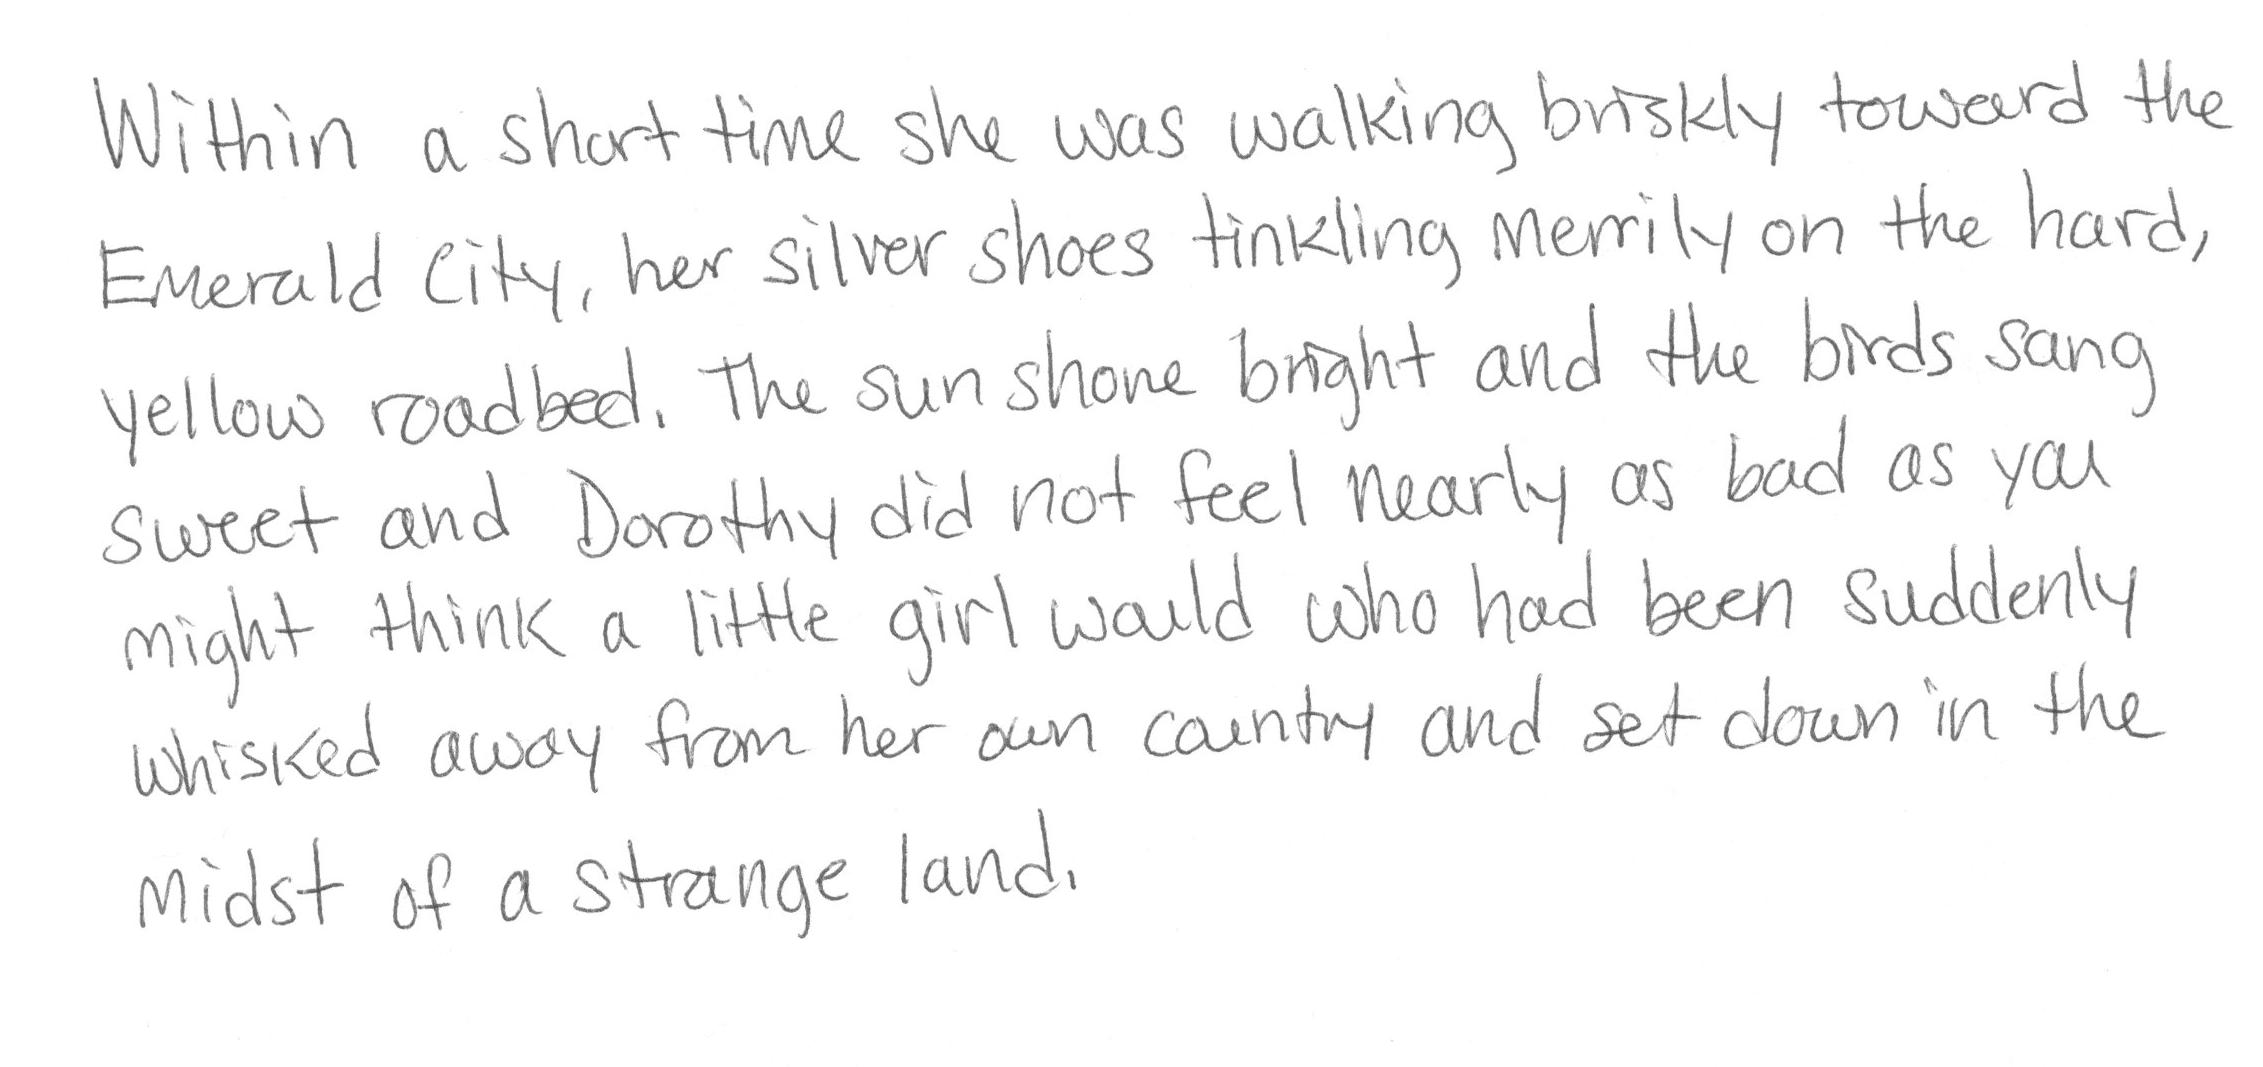 Within a short time she was walking briskly toward the
Emerald City, her silver shoes tinkling merrily on the hard,
yellow roadbed. The sun shone bright and the birds sang
sweet and Dorothy did not feel nearly as bad as you
might think a little girl would who had been suddenly
whisked away from her own country and set down in the
midst of a strange land.